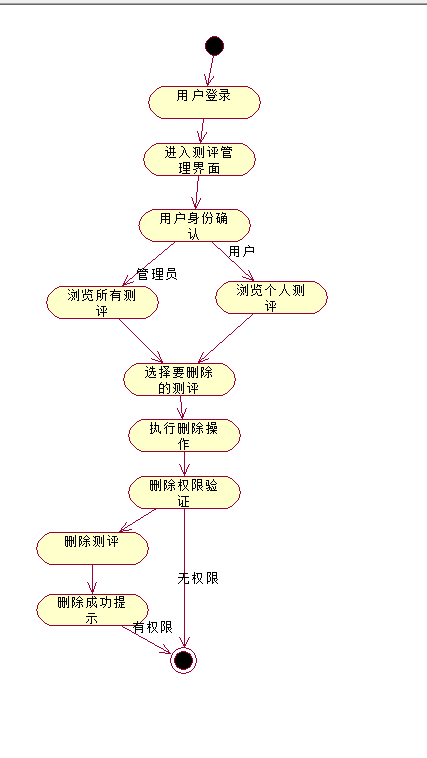 用户登录
进入测评管
理界面
用户身份确
认
用户
管理员
浏览所有测
评
浏览个人测
评
选择要删除
的测评
执行删除操
作
删除权限验
证
删除测评
无权限
删除成功提
示
有权限